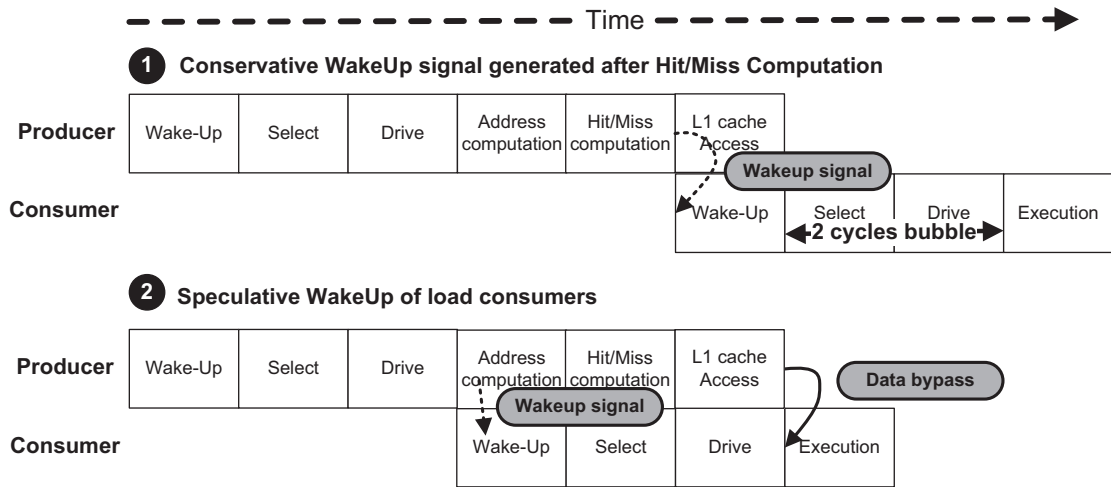 Time
1 Conservative WakeUp signal generated after Hit/Miss Computation
Producer
Wake-Up
Select
Drive
Address
computation
Hit/Miss
computation
L1 cache
Access
Wakeup signal
Consumer
Wake-Up
Select
Drive
Execution
2 cycles bubble
2 Speculative WakeUp of load consumers
Producer
Wake-Up
Select
Drive
Address
computation
Hit/Miss
computation
L1 cache
Access
Data bypass
Wakeup signal
Consumer
Wake-Up
Select
Drive
Execution